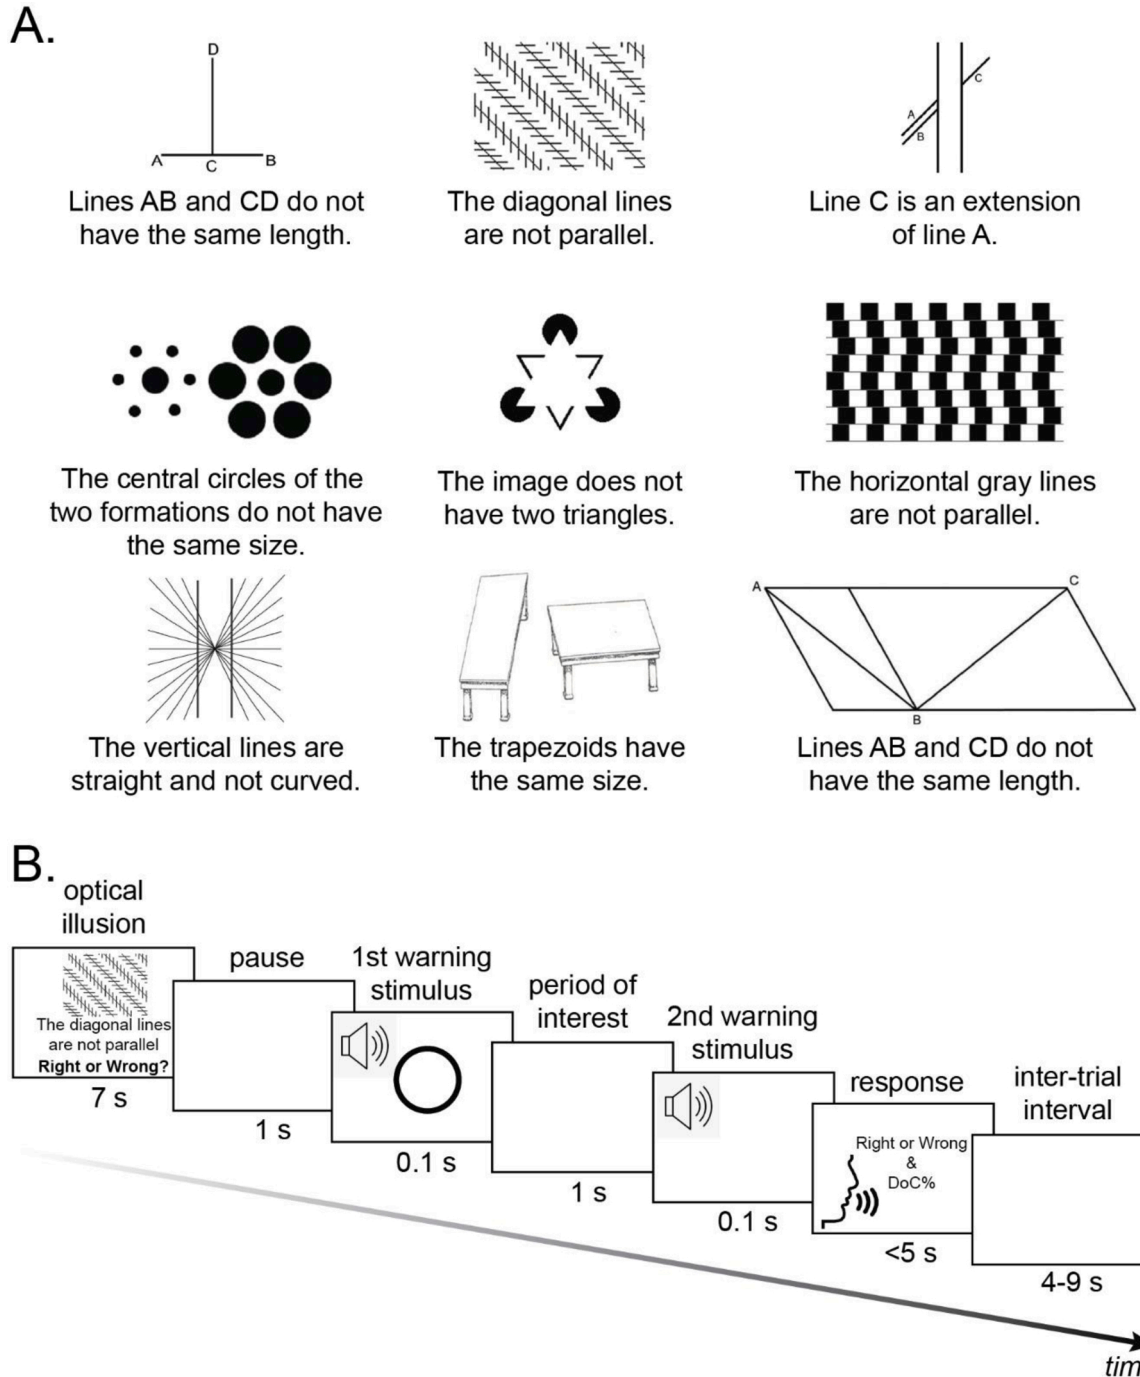 A.
D
A
B
C
Lines AB and CD do not
have the same length.
The diagonal lines
are not parallel.
A
B
C
Line C is an extension
of line A.
The central circles of the
two formations do not have
the same size.
The image does not
have two triangles.
The horizontal gray lines
are not parallel.
The vertical lines are
straight and not curved.
The trapezoids have
the same size.
A
C
B
Lines AB and CD do not
have the same length.
B.
optical
illusion
The diagonal lines
are not parallel
Right or Wrong?
7 s
pause
1 s
1st warning
stimulus
0.1 s
period of
interest
1 s
2nd warning
stimulus
0.1 s
response
Right or Wrong
&
DoC%
<5 s
inter-trial
interval
4-9 s
tim